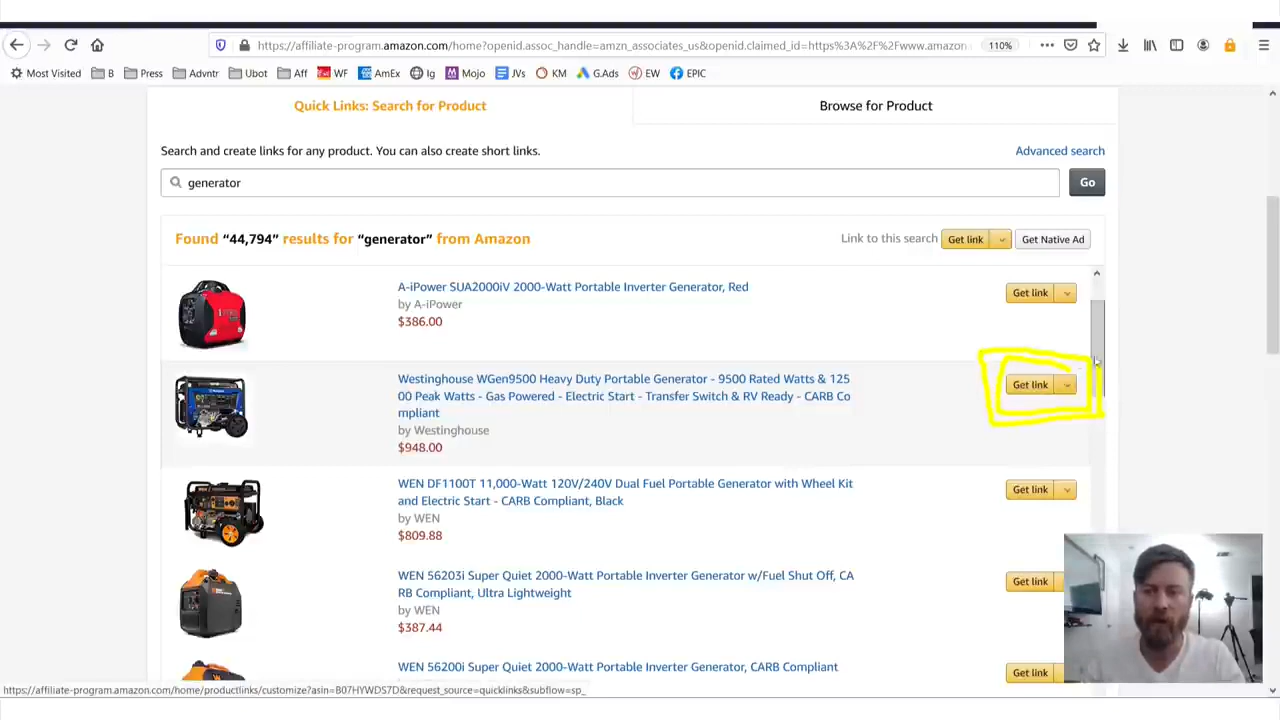 https://affiliate-program.amazon.com/home?openid.assoc_handle=amzn_associates_us&openid.claimed_id=https%3A%2F%2Fwww.amazon.
110%
Most Visited B Press Advntr Ubot Aff WF AmEx Ig Mojo JVs KM G.Ads EW EPIC
Quick Links: Search for Product
Browse for Product
Search and create links for any product. You can also create short links.
Advanced search
generator
Go
Found “44,794” results for “generator” from Amazon
Link to this search Get link Get Native Ad
A-iPower SUA2000iV 2000-Watt Portable Inverter Generator, Red
by A-iPower
$386.00
Get link
Westinghouse WGen9500 Heavy Duty Portable Generator - 9500 Rated Watts & 125
00 Peak Watts - Gas Powered - Electric Start - Transfer Switch & RV Ready - CARB Co
mpliant
by Westinghouse
$948.00
Get link
WEN DF1100T 11,000-Watt 120V/240V Dual Fuel Portable Generator with Wheel Kit
and Electric Start - CARB Compliant, Black
by WEN
$809.88
Get link
WEN 56203i Super Quiet 2000-Watt Portable Inverter Generator w/Fuel Shut Off, CA
RB Compliant, Ultra Lightweight
by WEN
$387.44
Get link
WEN 56200i Super Quiet 2000-Watt Portable Inverter Generator, CARB Compliant
Get link
https://affiliate-program.amazon.com/home/productlinks/customize?asin=B07HYWDS7D&request_source=quicklinks&subflow=sp_